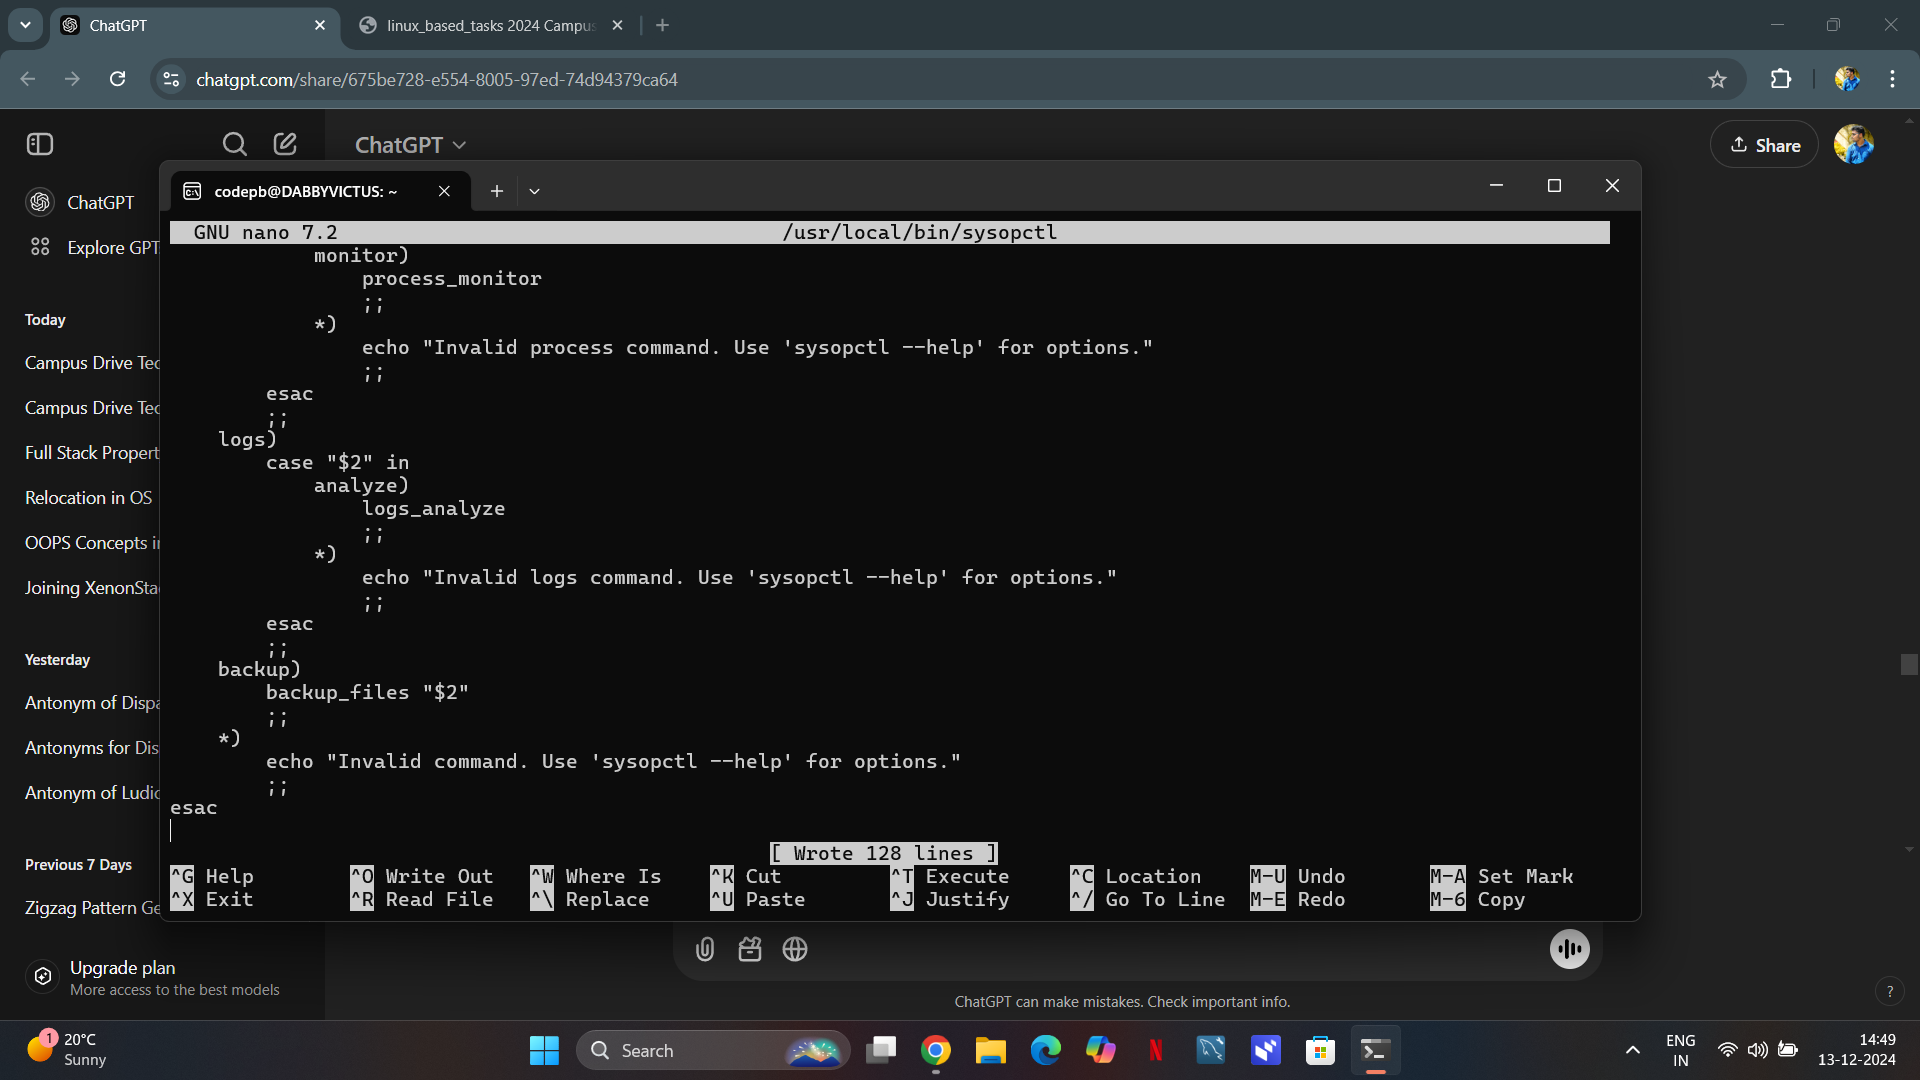 ChatGPT
linux_based_tasks 2024 Campus
chatgpt.com/share/675be728-e554-8005-97ed-74d94379ca64
ChatGPT
Share
ChatGPT
Explore GPT
Today
Campus Drive Tec
Campus Drive Tec
Full Stack Propert
Relocation in OS
OOPS Concepts i
Joining XenonSta
Yesterday
Antonym of Dispa
Antonyms for Dis
Antonym of Ludic
Previous 7 Days
Zigzag Pattern Ge
Upgrade plan
More access to the best models
codepb@DABBYVICTUS: ~
GNU nano 7.2 /usr/local/bin/sysopctl
monitor)
process_monitor
;;
*)
echo "Invalid process command. Use 'sysopctl --help' for options."
;;
esac
;;
logs)
case "$2" in
analyze)
logs_analyze
;;
*)
echo "Invalid logs command. Use 'sysopctl --help' for options."
;;
esac
;;
backup)
backup_files "$2"
;;
*)
echo "Invalid command. Use 'sysopctl --help' for options."
;;
esac
[ Wrote 128 lines ]
^G Help ^O Write Out ^W Where Is ^K Cut ^T Execute ^C Location M-U Undo M-A Set Mark
^X Exit ^R Read File ^\ Replace ^U Paste ^J Justify ^/ Go To Line M-E Redo M-6 Copy
ChatGPT can make mistakes. Check important info.
?
1
20°C
Sunny
Search
N
ENG
IN
14:49
13-12-2024